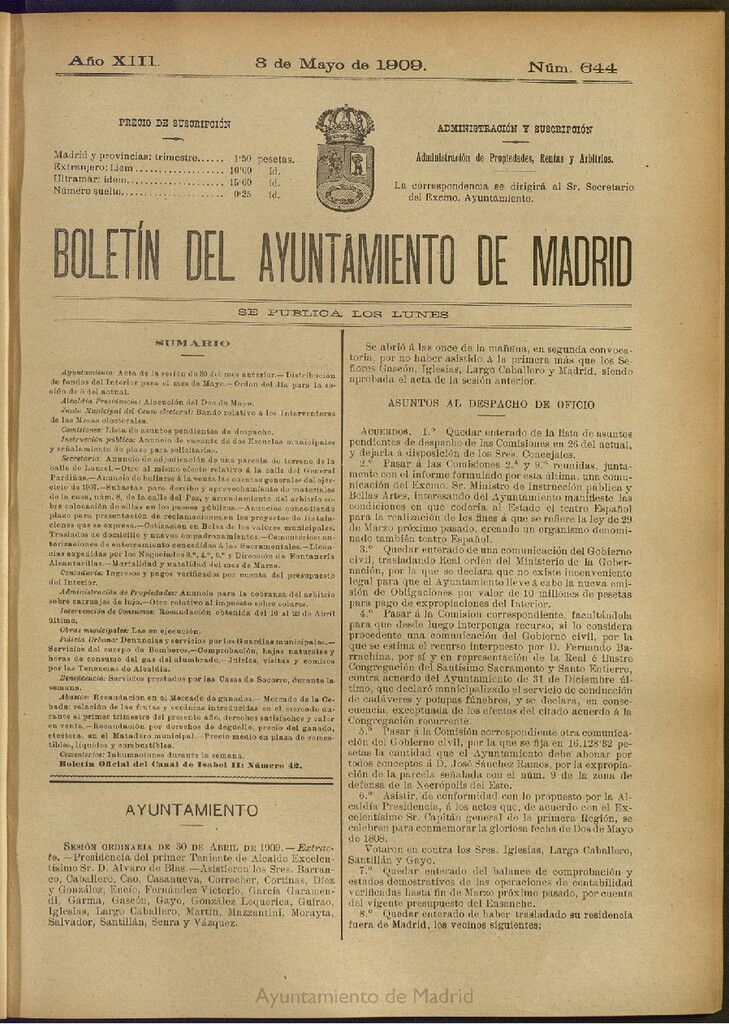 Año XIII.
3 de Mayo de 1909.
Núm. 644
PRECIO DE SUSCRIPCIÓN
Madrid y provincias: trimestre...... 1'50 pesetas.
Extranjero: ídem.................. 10'00 íd.
Ultramar: ídem.................... 15'00 íd.
Número suelto..................... 0'25 íd.
ADMINISTRACIÓN Y SUSCRIPCIÓN
Administración de Propiedades, Rentas y Arbitrios.
La correspondencia se dirigirá al Sr. Secretario
del Excmo. Ayuntamiento.
BOLETÍN DEL AYUNTAMIENTO DE MADRID
SE PUBLICA LOS LUNES
SUMARIO
Ayuntamiento: Acta de la sesión de 30 del mes anterior.—Distribución
de fondos del Interior para el mes de Mayo.—Orden del día para la se-
sión de 5 del actual.
Alcaldía Presidencia: Alocución del Dos de Mayo.
Junta Municipal del Censo electoral: Bando relativo á los Interventores
de las Mesas electorales.
Comisiones: Lista de asuntos pendientes de despacho.
Instrucción pública: Anuncio de vacante de dos Escuelas municipales
y señalamiento de plazo para solicitarlas.
Secretaría: Anuncio de adjudicación de una parcela de terreno de la
calle de —Otro al mismo efecto relativo á la calle del General
Pardiñas.—Anuncio de hallarse á la venta las cuentas generales del ejer-
cicio de 1907.—Subastas para derribo y aprovechamiento de materiales
de la casa, núm. 8, de la calle del Pez, y arrendamiento del arbitrio so-
bre colocación de sillas en los paseos públicos.—Anuncios concediendo
plazo para presentación de reclamaciones en los proyectos de instala-
ciones que se expresa.—Cotización en Bolsa de los valores municipales.
Traslados de domicilio y nuevos empadronamientos.—Cementerios: au-
torizaciones de enterramiento concedidas á las Sacramentales.—Licen-
cias expedidas por los Negociados 3.º, 4.º, 5.º y Dirección de Fontanería
Alcantarillas.—Mortalidad y natalidad del mes de Marzo.
Contaduría: Ingresos y pagos verificados por cuenta del presupuesto
del Interior.
Administración de Propiedades: Anuncio para la cobranza del arbitrio
sobre carruajes de lujo.—Otro relativo al impuesto sobre solares.
Intervención de Consumos: Recaudación obtenida del 16 al 22 de Abril
último.
Obras municipales: Las en ejecución.
Policía Urbana: Denuncias y servicios por los Guardias municipales.—
Servicios del cuerpo de Bomberos.—Comprobación, hojas naturales y
horas de consumo del gas del alumbrado.—Juicios, visitas y comisos
por las Tenencias de Alcaldía.
Beneficencia: Servicios prestados por las Casas de Socorro, durante la
semana.
Abastos: Recaudación en el Mercado de ganados.—Mercado de la Ce-
bada: relación de las frutas y verduras introducidas en el mercado du-
rante el primer trimestre del presente año, derechos satisfechos y valor
en venta.—Recaudación por derechos de degüello, precio del ganado,
etcétera, en el Matadero municipal.—Precio medio en plaza de comes-
tibles, líquidos y combustibles.
Cementerios: Inhumaciones durante la semana.
Boletín Oficial del Canal de Isabel II: Número 42.
AYUNTAMIENTO
SESIÓN ORDINARIA DE 30 DE ABRIL DE 1909.—Extrac-
to.—Presidencia del primer Teniente de Alcalde Excelen-
tísimo Sr. D. Alvaro de Blas.—Asistieron los Sres. Barran-
co, Caballero, Cao, Casanueva, Correcher, Cortinas, Díez
y González, Encío, Fernández Victorio, García Garamen-
di, Garma, Gascón, Gayo, González Lequerica, Guirao,
Iglesias, Largo Caballero, Martín, Mazzantini, Morayta,
Salvador, Santillán, Senra y Vázquez.
Se abrió á las once de la mañana, en segunda convoca-
toria, por no haber asistido á la primera más que los Se-
ñores Gascón, Iglesias, Largo Caballero y Madrid, siendo
aprobada el acta de la sesión anterior.
ASUNTOS AL DESPACHO DE OFICIO
ACUERDOS. 1.º Quedar enterado de la lista de asuntos
pendientes de despacho de las Comisiones en 25 del actual,
y dejarla á disposición de los Sres. Concejales.
2.º Pasar á las Comisiones 2.ª y 9.ª reunidas, junta-
mente con el informe formulado por esta última, una co-
municación del Excmo. Sr. Ministro de Instrucción pública y
Bellas Artes, interesando del Ayuntamiento manifieste las
condiciones en que cedería al Estado el teatro Español
para la realización de los fines á que se refiere la ley de 29
de Marzo próximo pasado, creando un organismo denomi-
nado también teatro Español.
3.º Quedar enterado de una comunicación del Gobierno
civil, trasladando Real orden del Ministerio de la Gober-
nación, por la que se declara que no existe inconveniente
legal para que el Ayuntamiento lleve á cabo la nueva emi-
sión de Obligaciones por valor de 10 millones de pesetas
para pago de expropiaciones del Interior.
4.º Pasar á la Comisión correspondiente, facultándola
para que desde luego interponga recurso, si lo considera
procedente una comunicación del Gobierno civil, por la
que se estima el recurso interpuesto por D. Fernando Ba-
rrachina, por sí y en representación de la Real é Ilustre
Congregación del Santísimo Sacramento y Santo Entierro,
contra acuerdo del Ayuntamiento de 31 de Diciembre úl-
timo, que declaró municipalizado el servicio de conducción
de cadáveres y pompas fúnebres, y se declara, en conse-
cuencia, exceptuada de los efectos del citado acuerdo á la
Congregación recurrente.
5.º Pasar á la Comisión correspondiente otra comuni-
cación del Gobierno civil, por la que se fija en 16.128'82 pe-
setas la cantidad que el Ayuntamiento debe abonar por
todos conceptos á D. José Sánchez Ramos, por la expropia-
ción de la parcela señalada con el núm. 9 de la zona de
defensa de la Necrópolis del Este.
6.º Asistir, de conformidad con lo propuesto por la Al-
caldía Presidencia, á los actos que, de acuerdo con el Ex-
celentísimo Sr. Capitán general de la primera Región, se
celebren para conmemorar la gloriosa fecha de Dos de Mayo
de 1808.
Votaron en contra los Sres. Iglesias, Largo Caballero,
Santillán y Gayo.
7.º Quedar enterado del balance de comprobación y
estados demostrativos de las operaciones de contabilidad
verificadas hasta fin de Marzo próximo pasado, por cuenta
del vigente presupuesto del Ensanche.
8.º Quedar enterado de haber trasladado su residencia
fuera de Madrid, los vecinos siguientes:
Ayuntamiento de Madrid